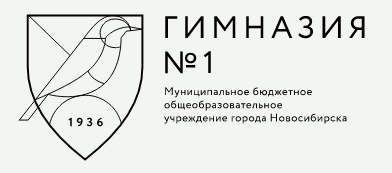 ГИМНАЗИЯ
№1
Муниципальное бюджетное
общеобразовательное
учреждение города Новосибирска
1936